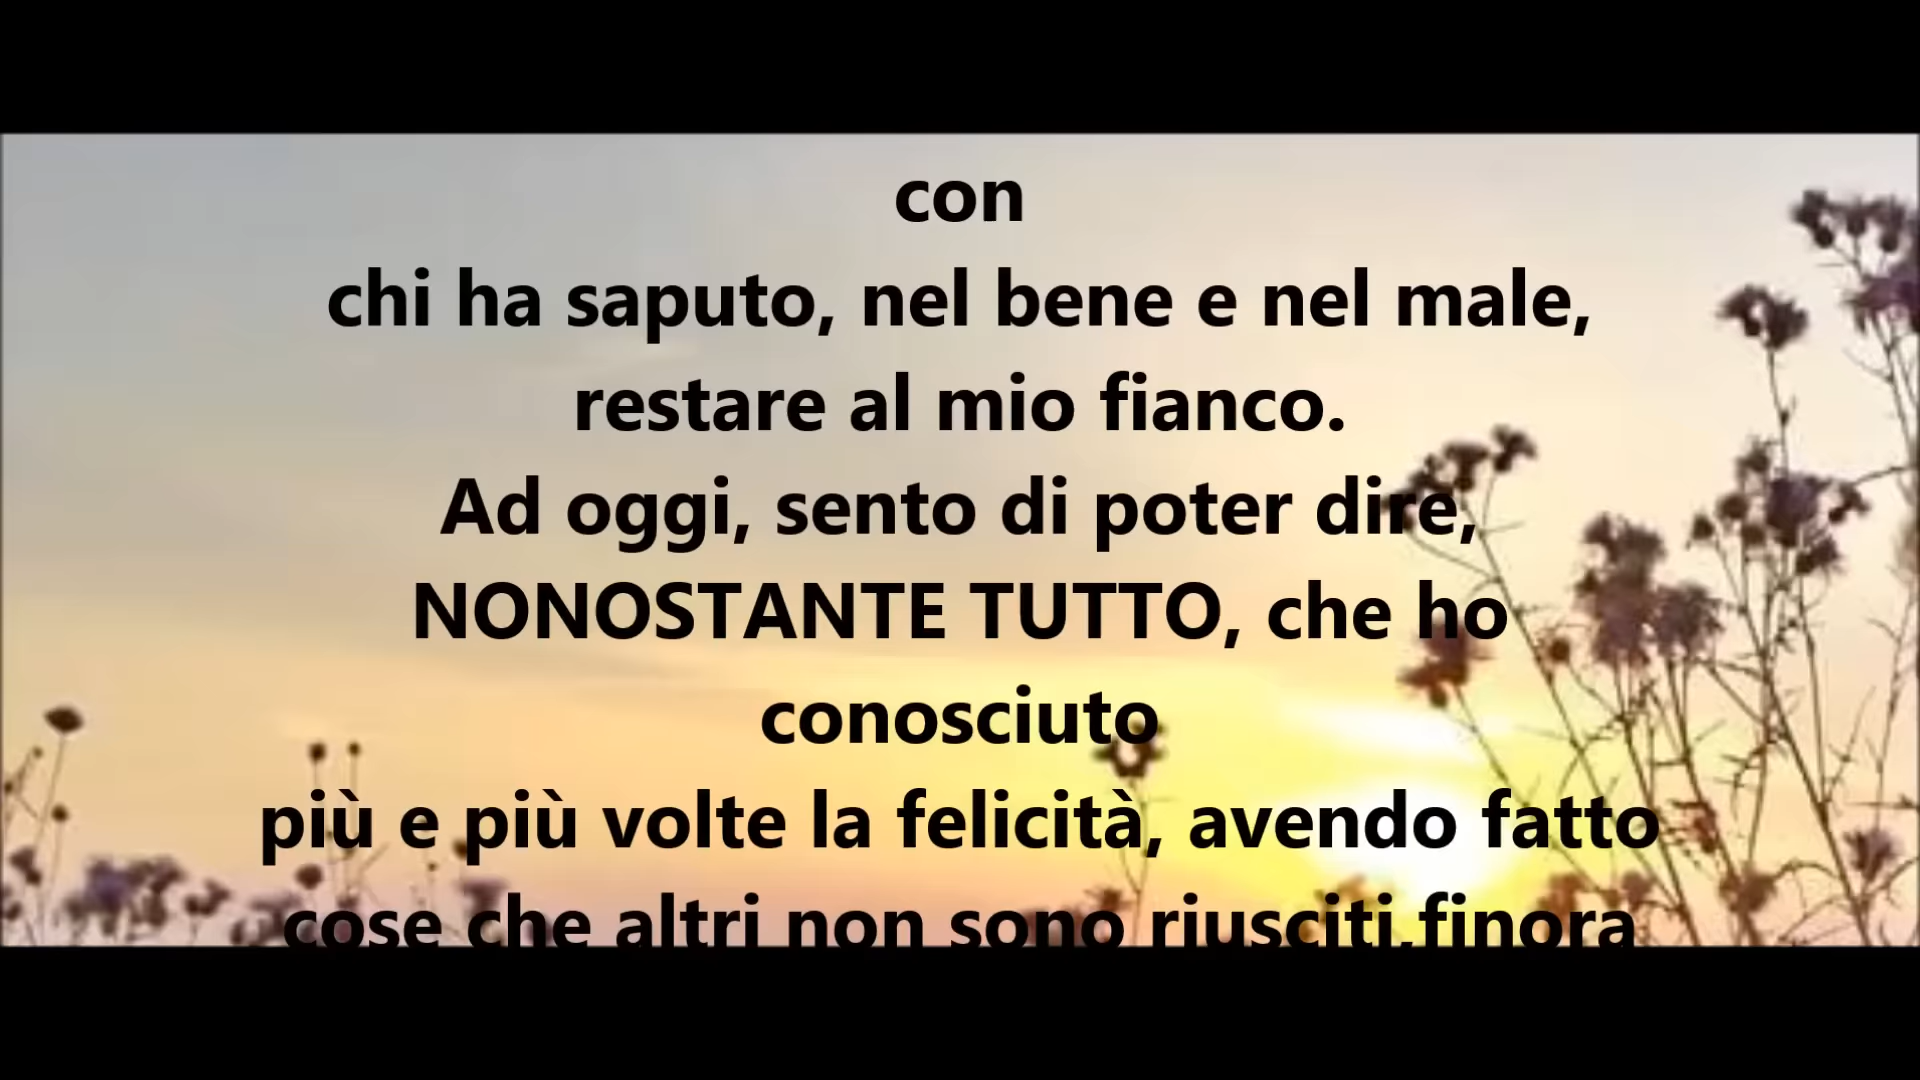 con
chi ha saputo, nel bene e nel male,
restare al mio fianco.
Ad oggi, sento di poter dire,
NONOSTANTE TUTTO, che ho
conosciuto
più e più volte la felicità, avendo fatto
cose che altri non sono riusciti,finora